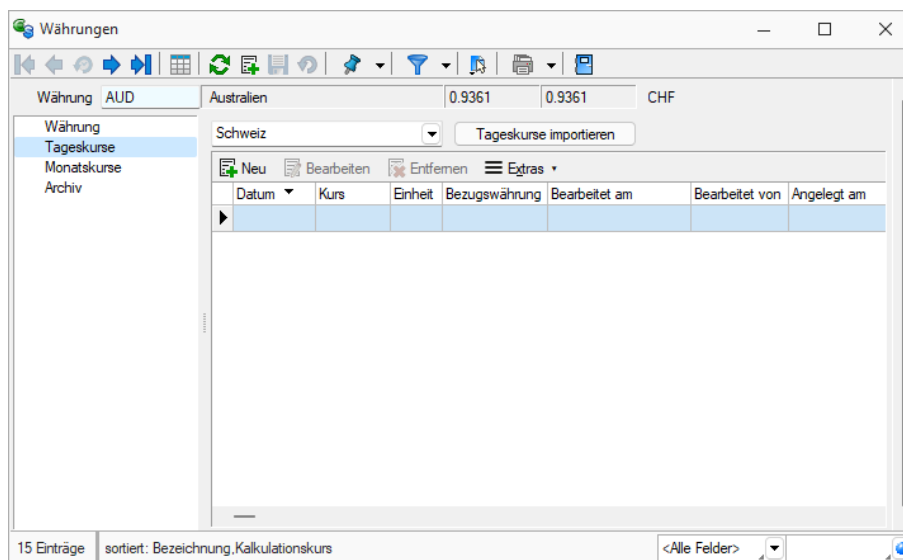 Währungen
Währung AUD Australien 0.9361 0.9361 CHF
Währung
Tageskurse
Monatskurse
Archiv
Schweiz Tageskurse importieren
Neu Bearbeiten Entfernen Extras
Datum Kurs Einheit Bezugswährung Bearbeitet am Bearbeitet von Angelegt am
15 Einträge sortiert: Bezeichnung,Kalkulationskurs <Alle Felder>